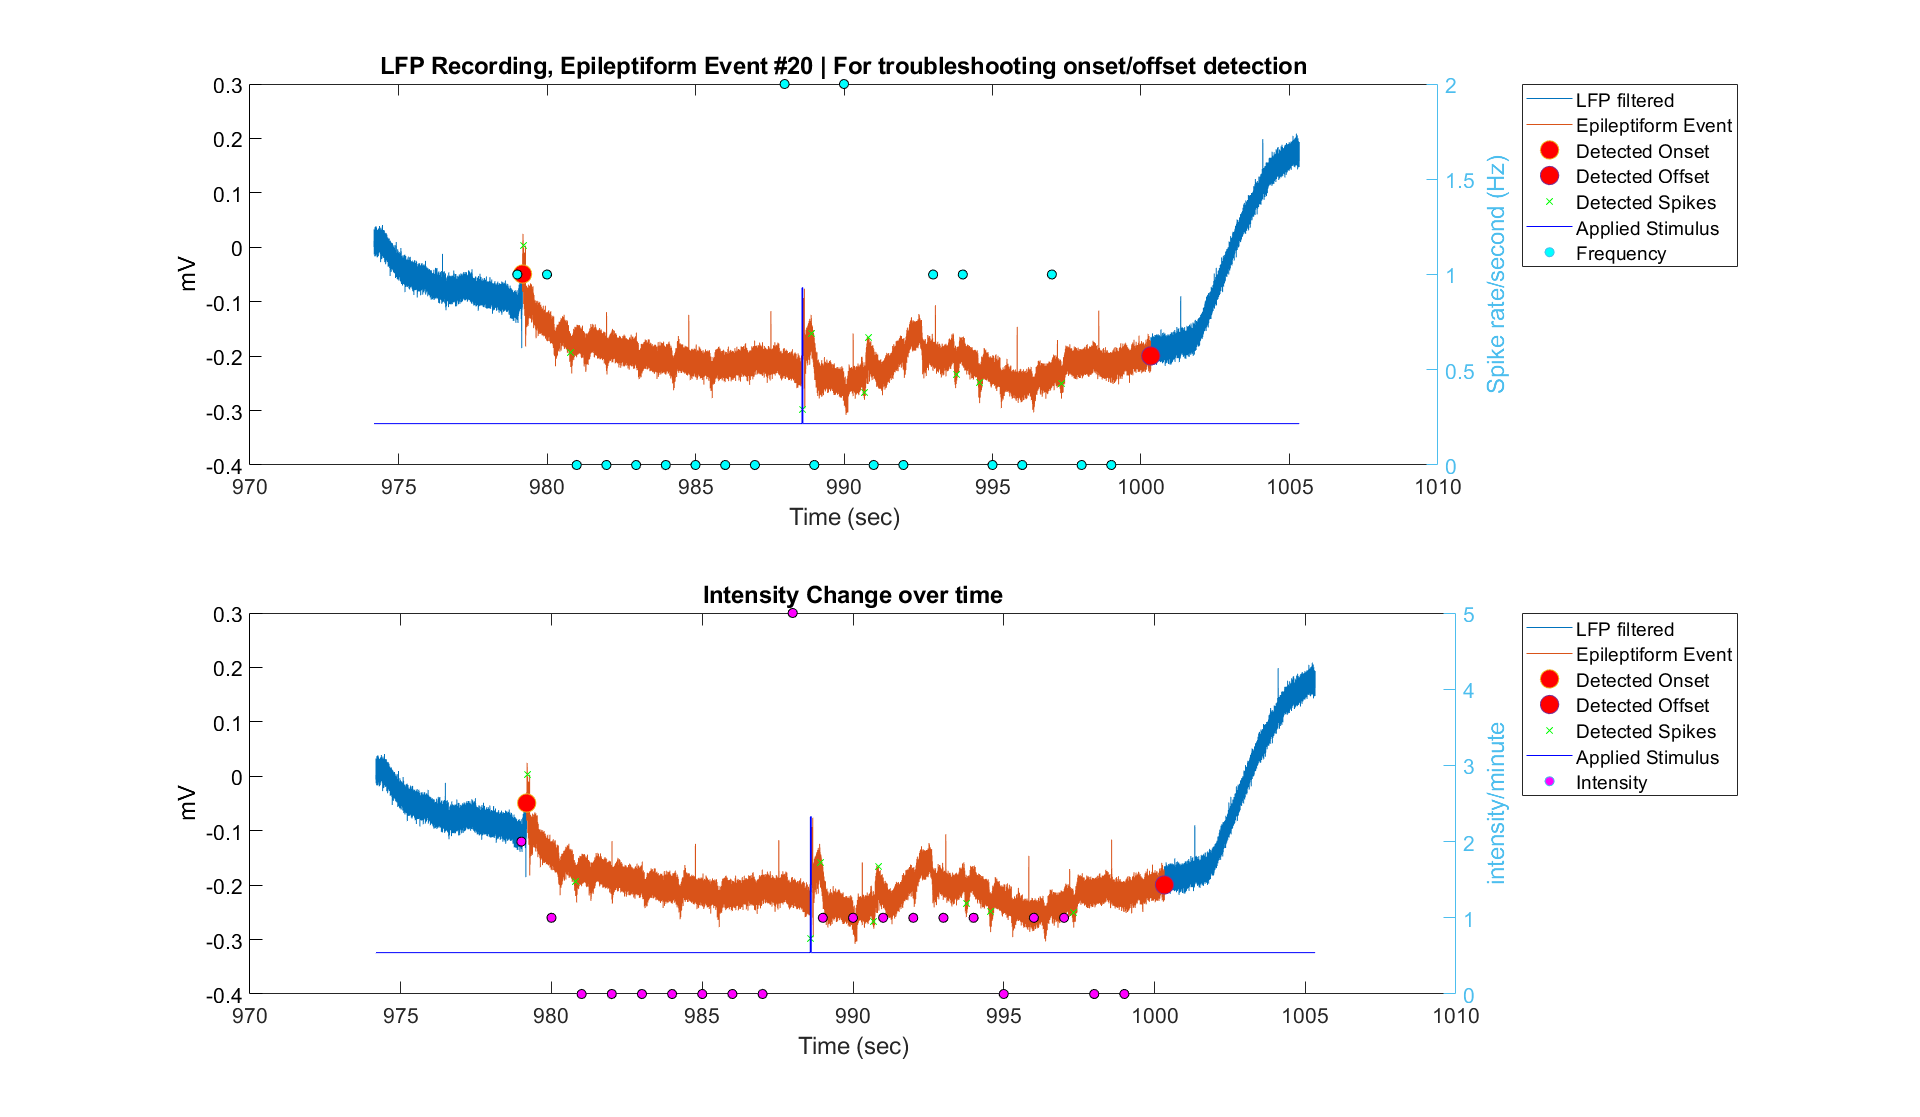 LFP Recording, Epileptiform Event #20 | For troubleshooting onset/offset detection
0.3
0.2
0.1
0
-0.1
-0.2
-0.3
-0.4
mV
970 975 980 985 990 995 1000 1005 1010
Time (sec)
2
1.5
1
0.5
0
Spike rate/second (Hz)
LFP filtered
Epileptiform Event
Detected Onset
Detected Offset
Detected Spikes
Applied Stimulus
Frequency
Intensity Change over time
0.3
0.2
0.1
0
-0.1
-0.2
-0.3
-0.4
mV
970 975 980 985 990 995 1000 1005 1010
Time (sec)
5
4
3
2
1
0
intensity/minute
LFP filtered
Epileptiform Event
Detected Onset
Detected Offset
Detected Spikes
Applied Stimulus
Intensity